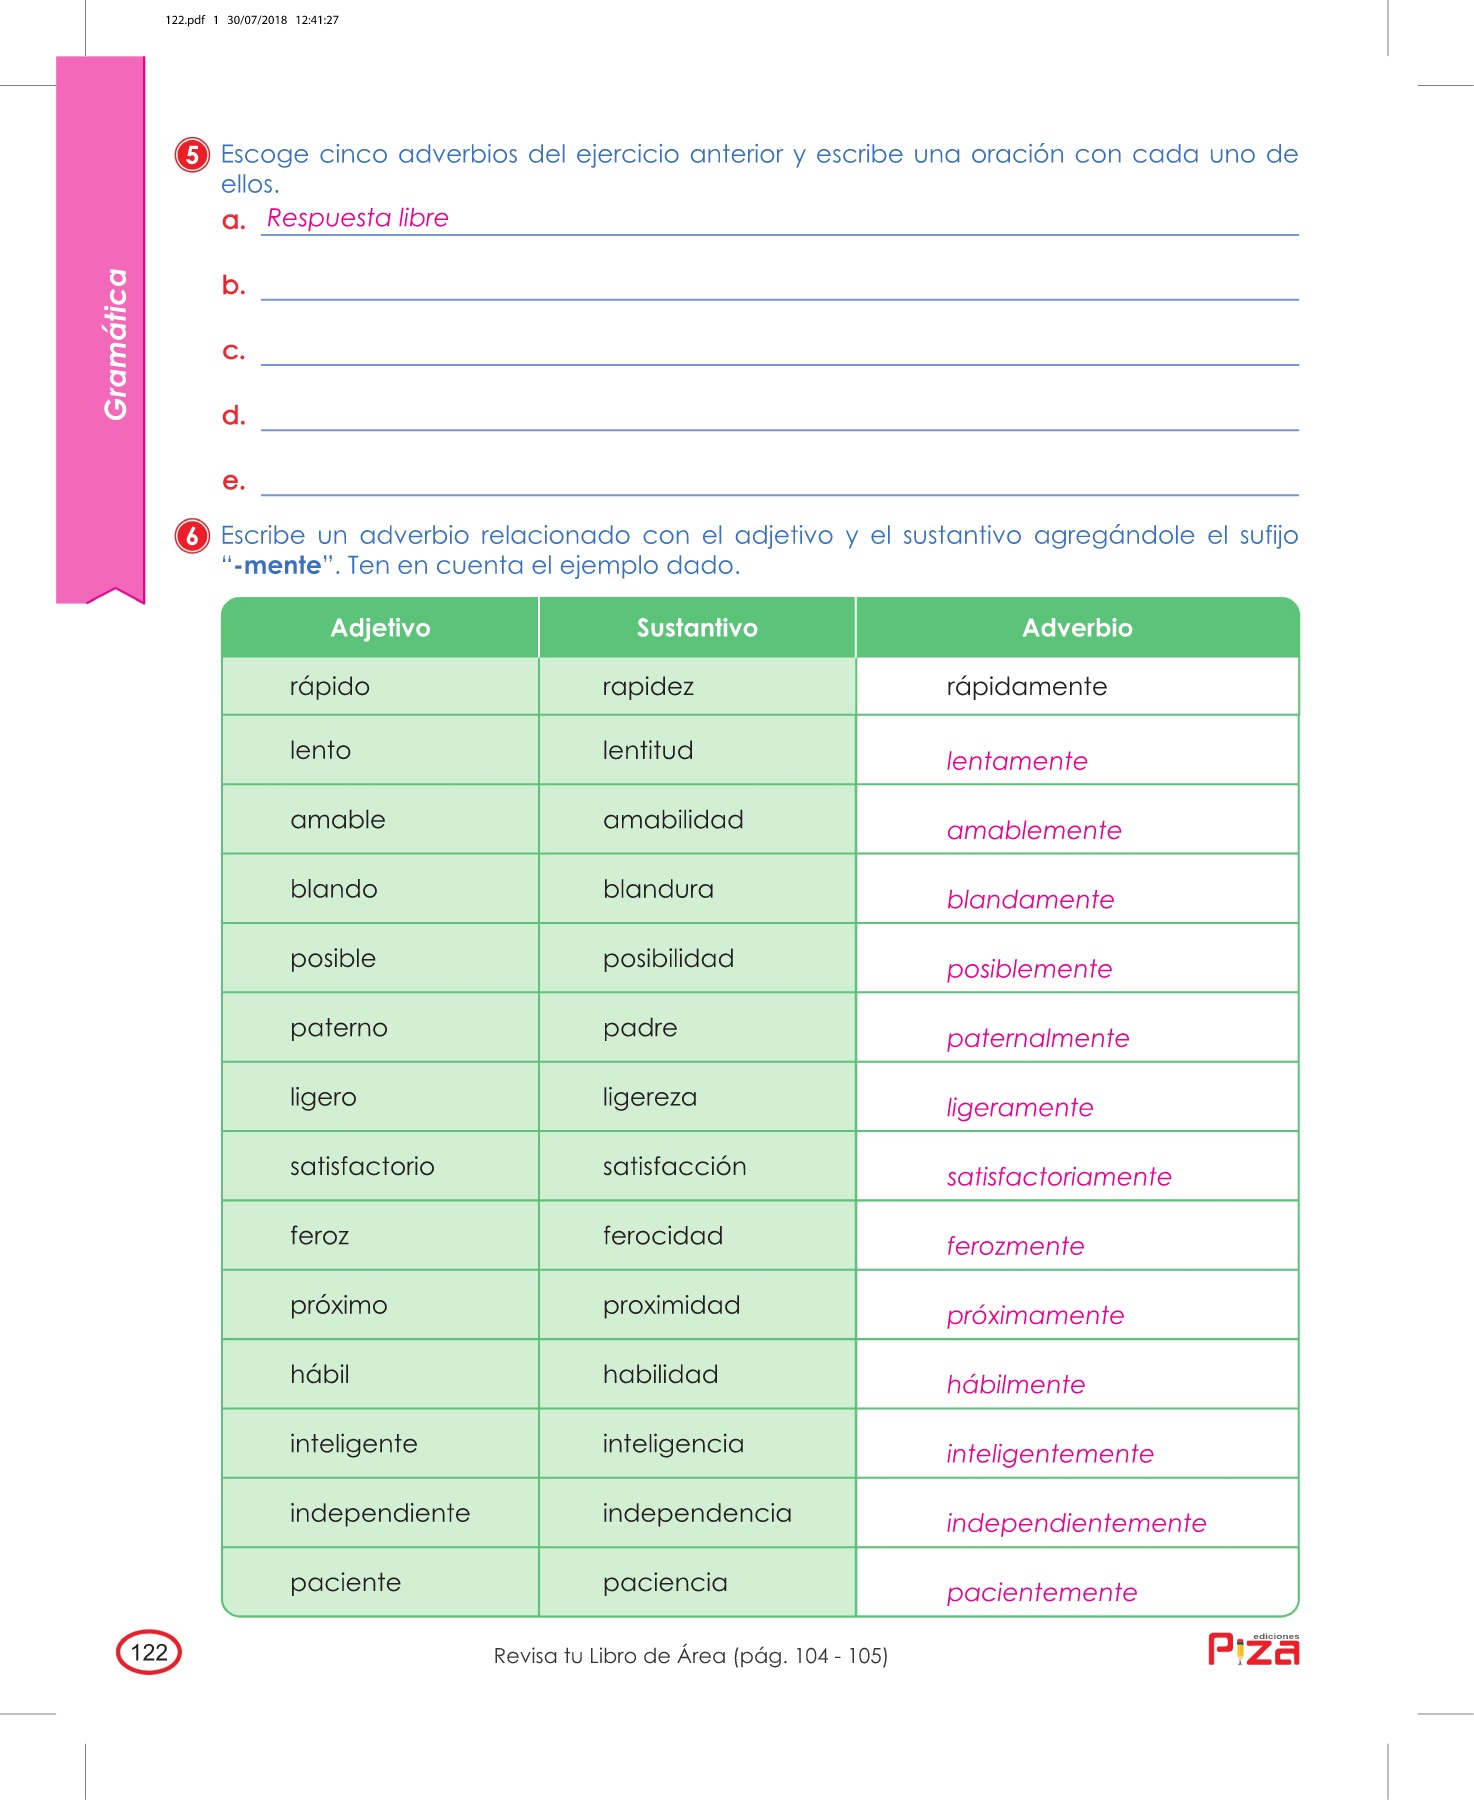 122.pdf 1 30/07/2018 12:41:27
Gramática
5 Escoge cinco adverbios del ejercicio anterior y escribe una oración con cada uno de
ellos.
a. Respuesta libre
b.
c.
d.
e.
6 Escribe un adverbio relacionado con el adjetivo y el sustantivo agregándole el sufijo
“-mente”. Ten en cuenta el ejemplo dado.
Adjetivo Sustantivo Adverbio
rápido rapidez rápidamente
lento lentitud lentamente
amable amabilidad amablemente
blando blandura blandamente
posible posibilidad posiblemente
paterno padre paternalmente
ligero ligereza ligeramente
satisfactorio satisfacción satisfactoriamente
feroz ferocidad ferozmente
próximo proximidad próximamente
hábil habilidad hábilmente
inteligente inteligencia inteligentemente
independiente independencia independientemente
paciente paciencia pacientemente
122
Revisa tu Libro de Área (pág. 104 - 105)
ediciones
Piza